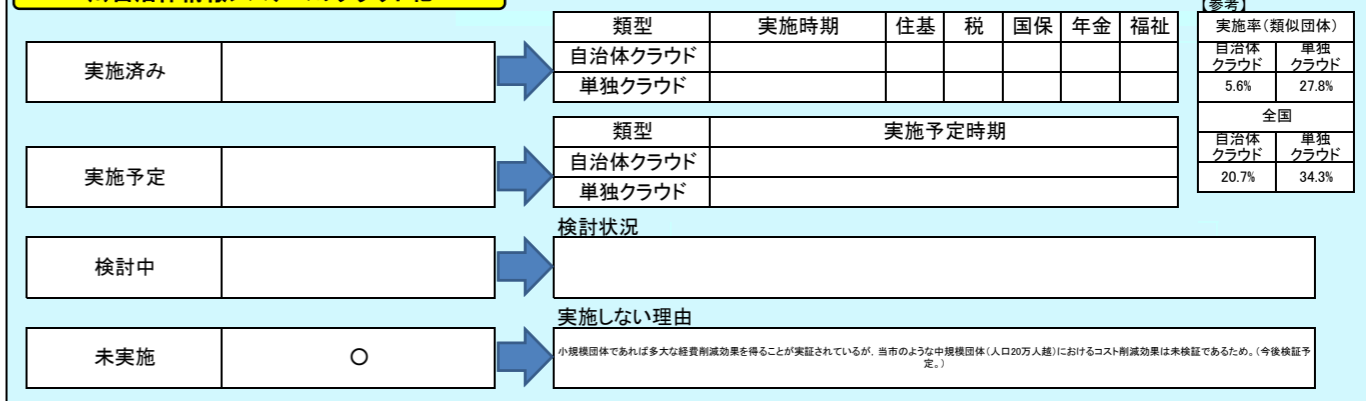 【参考】
類型 実施時期 住基 税 国保 年金 福祉
実施率(類似団体)
実施済み
自治体クラウド
単独クラウド
自治体
クラウド
単独
クラウド
5.6% 27.8%
全国
類型 実施予定時期
実施予定
自治体クラウド
単独クラウド
自治体
クラウド
単独
クラウド
20.7% 34.3%
検討状況
検討中
実施しない理由
未実施 ○
小規模団体であれば多大な経費削減効果を得ることが実証されているが、当市のような中規模団体(人口20万人越)におけるコスト削減効果は未検証であるため。(今後検証予
定。)